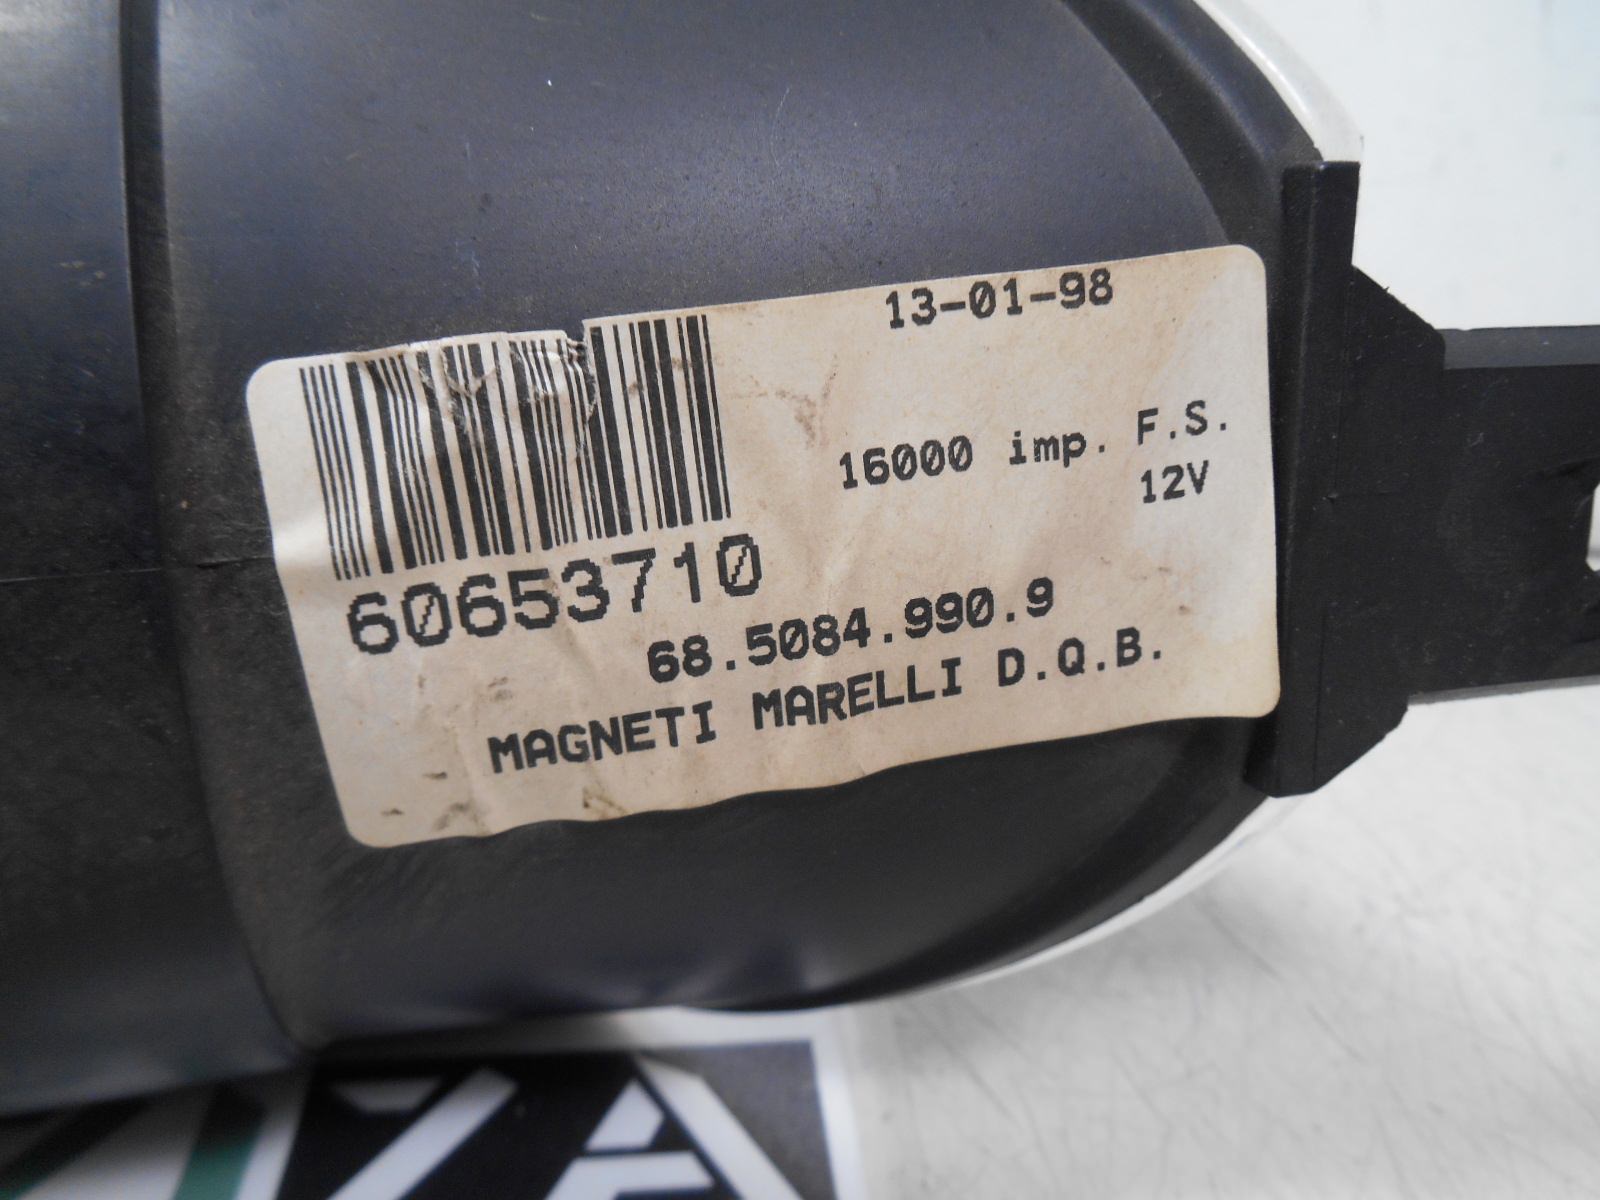 13-01-98
16000 imp. F.S.
12V
60653710
68.5084.990.9
MAGNETI MARELLI D.Q.B.